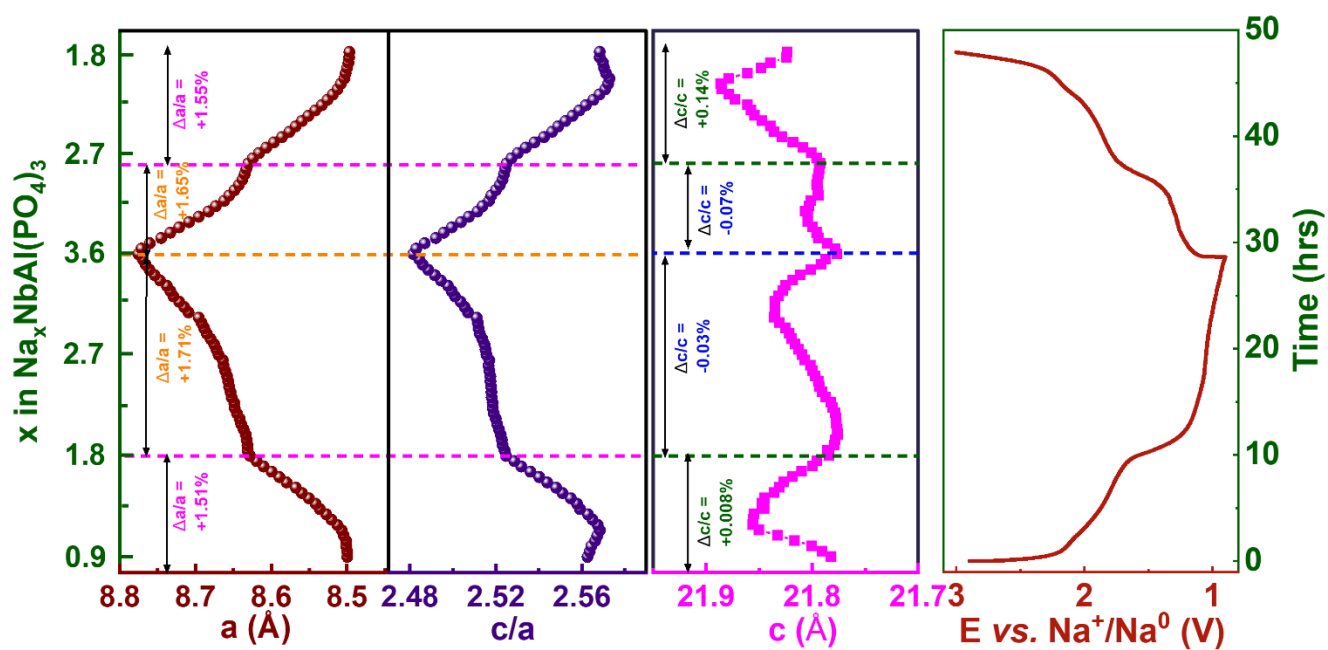 x in NaₓNbAl(PO₄)₃
1.8
2.7
3.6
2.7
1.8
0.9
Δa/a =
+1.55%
Δa/a =
+1.65%
Δa/a =
+1.71%
Δa/a =
+1.51%
8.8
8.7
8.6
8.5
a (Å)
2.48
2.52
2.56
c/a
Δc/c =
+0.14%
Δc/c =
-0.07%
Δc/c =
-0.03%
Δc/c =
+0.008%
21.9
21.8
21.7
c (Å)
3
2
1
E vs. Na⁺/Na⁰ (V)
50
40
30
20
10
0
Time (hrs)